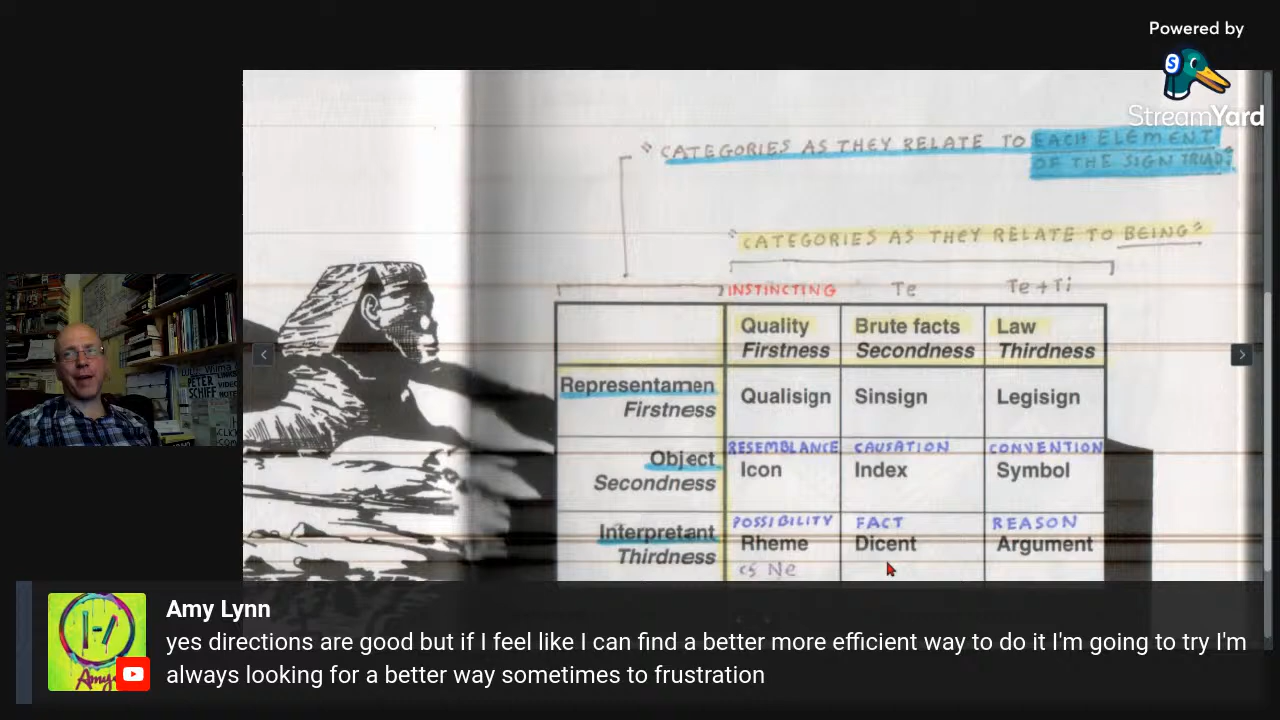 Powered by
StreamYard
"CATEGORIES AS THEY RELATE TO EACH ELEMENT
OF THE SIGN TRIAD."
"CATEGORIES AS THEY RELATE TO BEING"
INSTINCTING Te Te+Ti
Quality Brute facts Law
Firstness Secondness Thirdness
Representamen Qualisign Sinsign Legisign
Firstness
RESEMBLANCE CAUSATION CONVENTION
Object Icon Index Symbol
Secondness
POSSIBILITY FACT REASON
Interpretant Rheme Dicent Argument
Thirdness
Ne
PETER
SCHIFF
Amy Lynn
yes directions are good but if I feel like I can find a better more efficient way to do it I'm going to try I'm
always looking for a better way sometimes to frustration